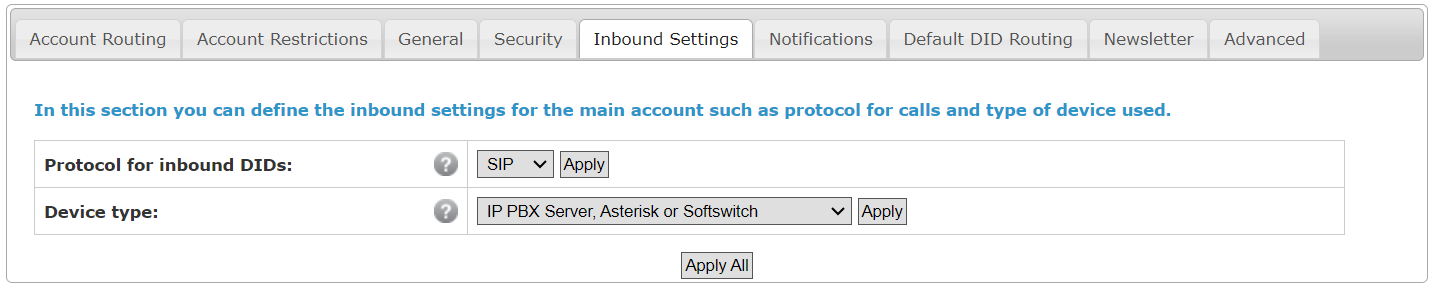 Account Routing Account Restrictions General Security Inbound Settings Notifications Default DID Routing Newsletter Advanced
In this section you can define the inbound settings for the main account such as protocol for calls and type of device used.
Protocol for inbound DIDs: ? SIP Apply
Device type: ? IP PBX Server, Asterisk or Softswitch Apply
Apply All